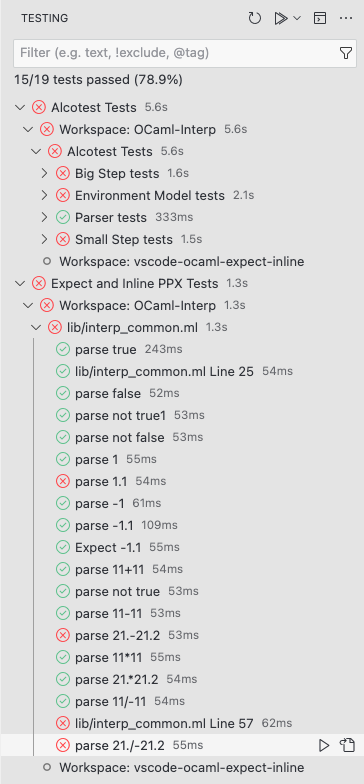 TESTING
Filter (e.g. text, !exclude, @tag)
15/19 tests passed (78.9%)
Alcotest Tests 5.6s
Workspace: OCaml-Interp 5.6s
Alcotest Tests 5.6s
Big Step tests 1.6s
Environment Model tests 2.1s
Parser tests 333ms
Small Step tests 1.5s
Workspace: vscode-ocaml-expect-inline
Expect and Inline PPX Tests 1.3s
Workspace: OCaml-Interp 1.3s
lib/interp_common.ml 1.3s
parse true 243ms
lib/interp_common.ml Line 25 54ms
parse false 52ms
parse not true1 53ms
parse not false 53ms
parse 1 55ms
parse 1.1 54ms
parse -1 61ms
parse -1.1 109ms
Expect -1.1 55ms
parse 11+11 54ms
parse not true 53ms
parse 11-11 53ms
parse 21.-21.2 53ms
parse 11*11 55ms
parse 21.*21.2 54ms
parse 11/-11 54ms
lib/interp_common.ml Line 57 62ms
parse 21./-21.2 55ms
Workspace: vscode-ocaml-expect-inline